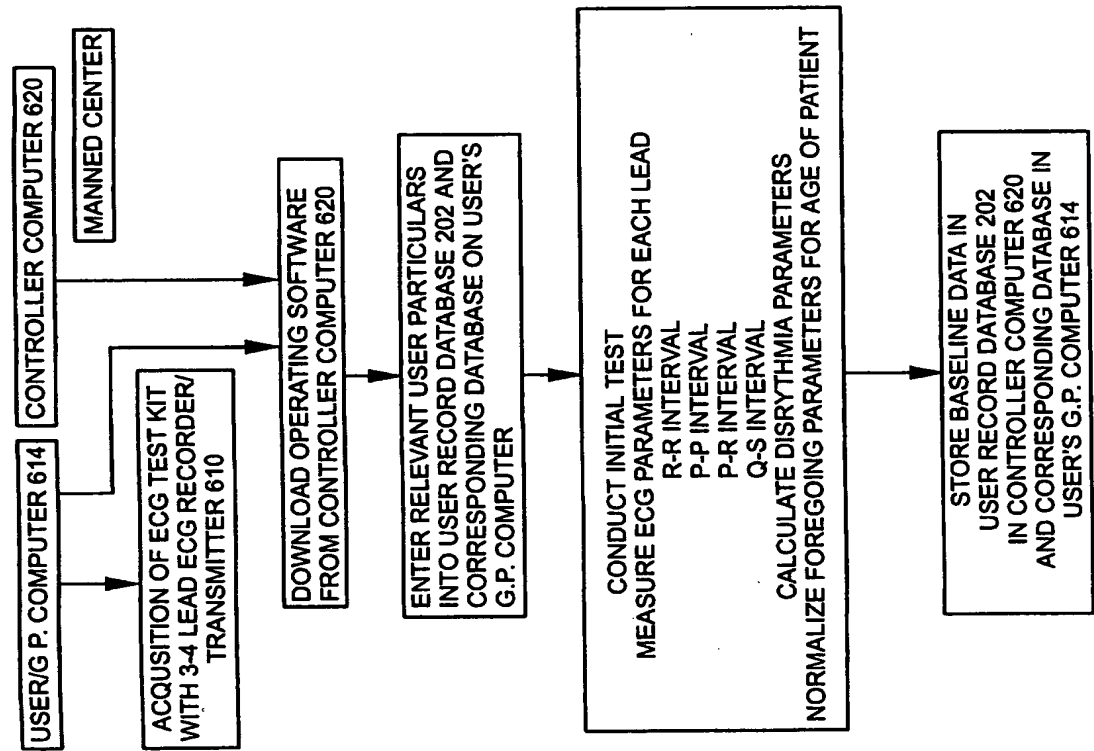 USER/G P. COMPUTER 614
CONTROLLER COMPUTER 620
MANNED CENTER
ACQUSITION OF ECG TEST KIT
WITH 3-4 LEAD ECG RECORDER/
TRANSMITTER 610
DOWNLOAD OPERATING SOFTWARE
FROM CONTROLLER COMPUTER 620
ENTER RELEVANT USER PARTICULARS
INTO USER RECORD DATABASE 202 AND
CORRESPONDING DATABASE ON USER'S
G.P. COMPUTER
CONDUCT INITIAL TEST
MEASURE ECG PARAMETERS FOR EACH LEAD
R-R INTERVAL
P-P INTERVAL
P-R INTERVAL
Q-S INTERVAL
CALCULATE DISRYTHMIA PARAMETERS
NORMALIZE FOREGOING PARAMETERS FOR AGE OF PATIENT
STORE BASELINE DATA IN
USER RECORD DATABASE 202
IN CONTROLLER COMPUTER 620
AND CORRESPONDING DATABASE IN
USER'S G.P. COMPUTER 614